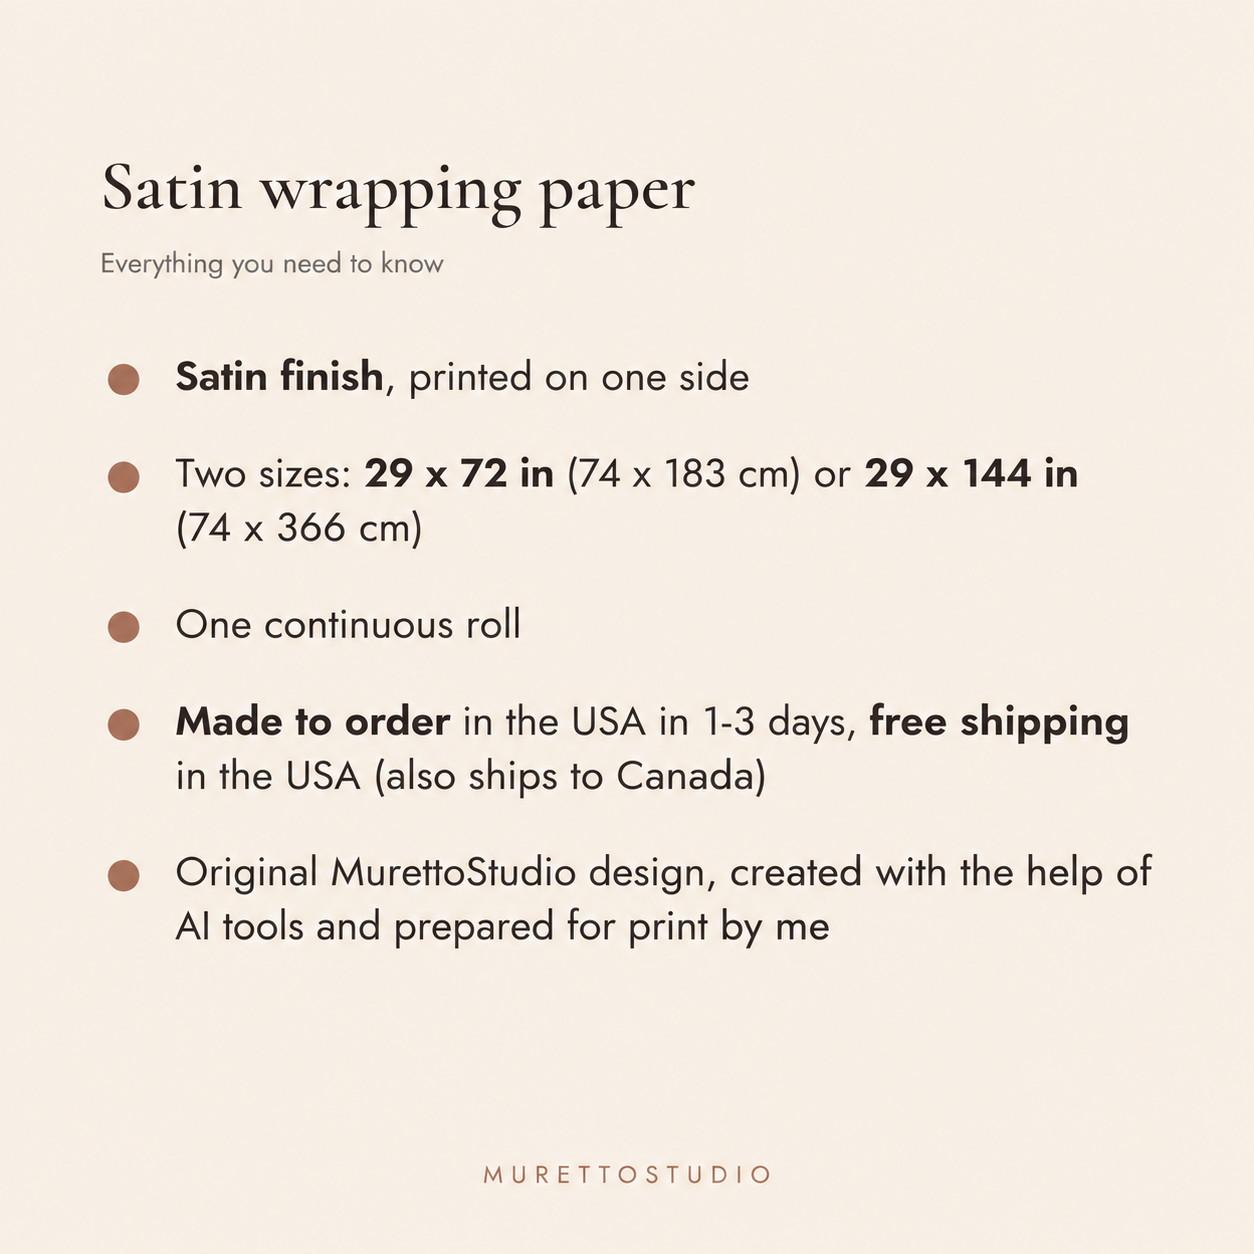 Satin wrapping paper
Everything you need to know
Satin finish, printed on one side
Two sizes: 29 x 72 in (74 x 183 cm) or 29 x 144 in
(74 x 366 cm)
One continuous roll
Made to order in the USA in 1-3 days, free shipping
in the USA (also ships to Canada)
Original MurettoStudio design, created with the help of
AI tools and prepared for print by me
MURETTOSTUDIO